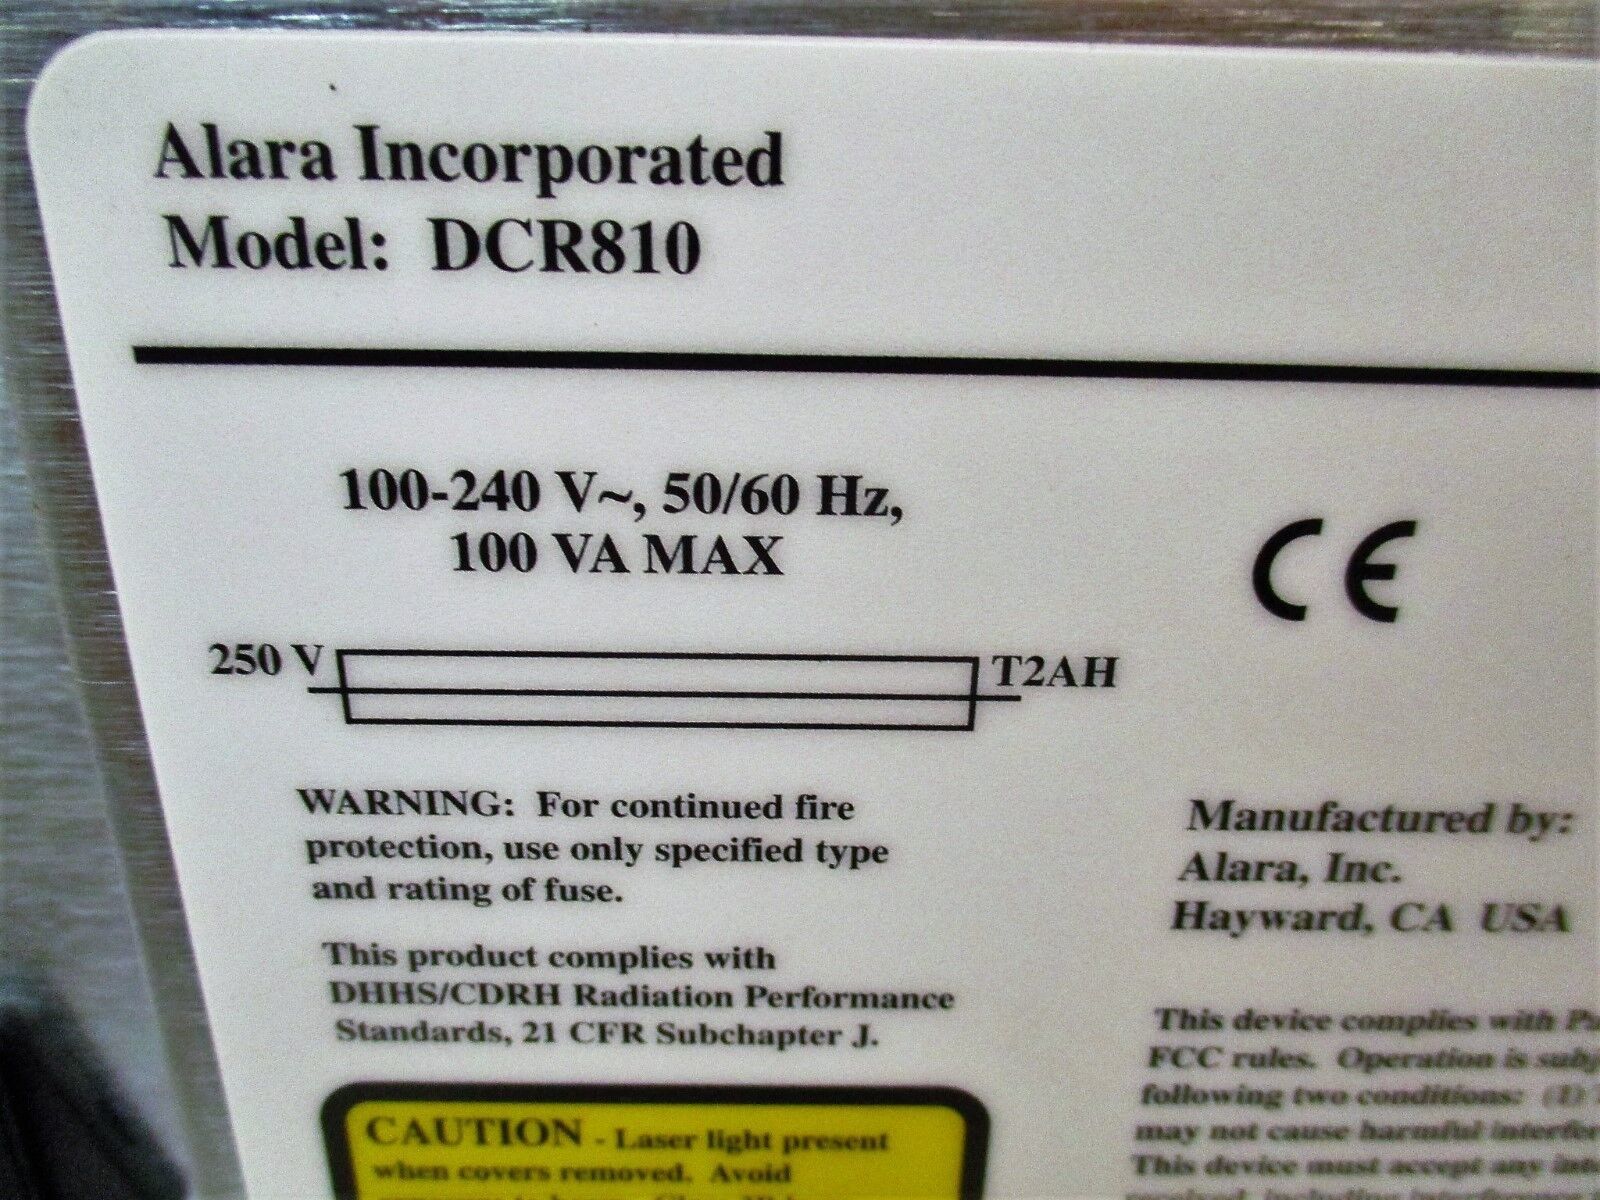 Alara Incorporated
Model: DCR810
100-240 V~, 50/60 Hz,
100 VA MAX
CE
250 V
T2AH
WARNING: For continued fire
protection, use only specified type
and rating of fuse.
This product complies with
DHHS/CDRH Radiation Performance
Standards, 21 CFR Subchapter J.
CAUTION - Laser light present
when covers removed. Avoid
Manufactured by:
Alara, Inc.
Hayward, CA USA
This device complies with
FCC rules. Operation is
following two conditions: (1)
may not cause harmful
This device must accept any